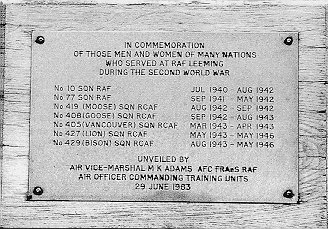 IN COMMEMORATION
OF THOSE MEN AND WOMEN OF MANY NATIONS
WHO SERVED AT RAF LEEMING
DURING THE SECOND WORLD WAR
No 10 SQN RAF JUL 1940 - AUG 1942
No 77 SQN RAF SEP 1941 - MAY 1942
No 419 (MOOSE) SQN RCAF AUG 1942 - SEP 1942
No 408 (GOOSE) SQN RCAF SEP 1942 - AUG 1943
No 405 (VANCOUVER) SQN RCAF MAR 1943 - APR 1943
No 427 (LION) SQN RCAF MAY 1943 - MAY 1946
No 429 (BISON) SQN RCAF AUG 1943 - MAY 1946
UNVEILED BY
AIR VICE-MARSHAL M K ADAMS AFC FRAeS RAF
AIR OFFICER COMMANDING TRAINING UNITS
29 JUNE 1983